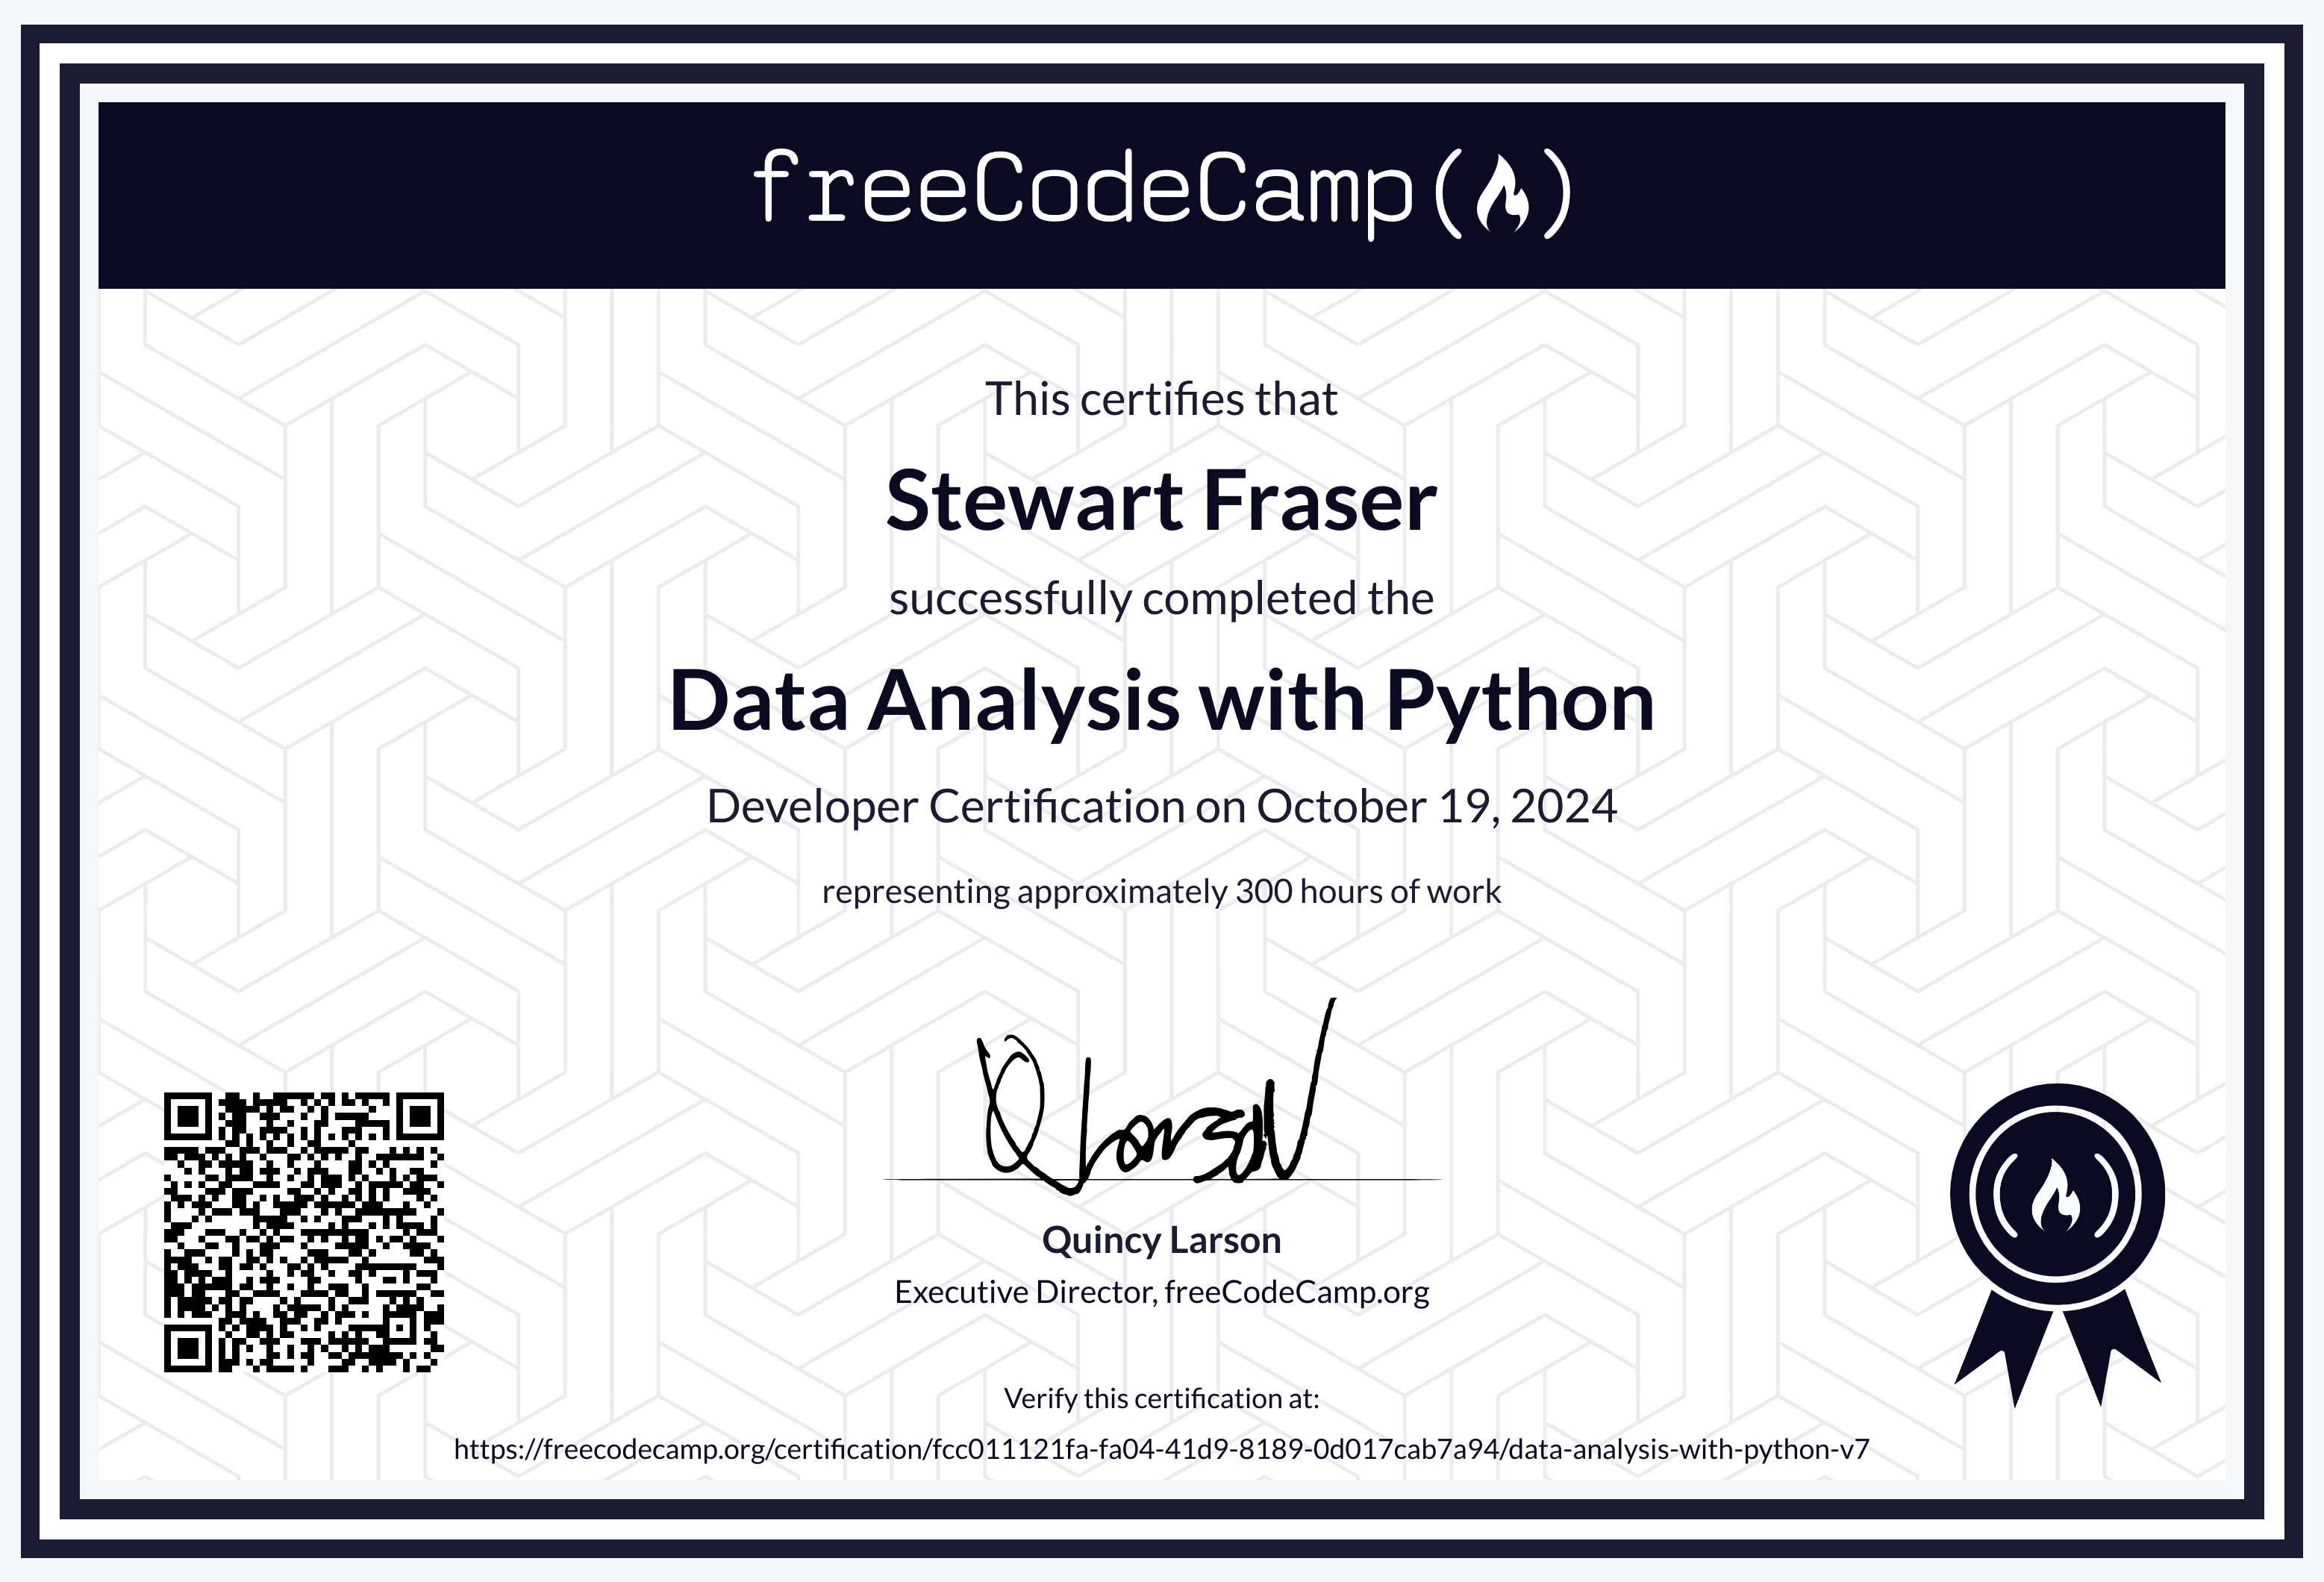 freeCodeCamp
This certifies that
Stewart Fraser
successfully completed the
Data Analysis with Python
Developer Certification on October 19, 2024
representing approximately 300 hours of work
QLarson
Quincy Larson
Executive Director, freeCodeCamp.org
Verify this certification at:
https://freecodecamp.org/certification/fcc011121fa-fa04-41d9-8189-0d017cab7a94/data-analysis-with-python-v7